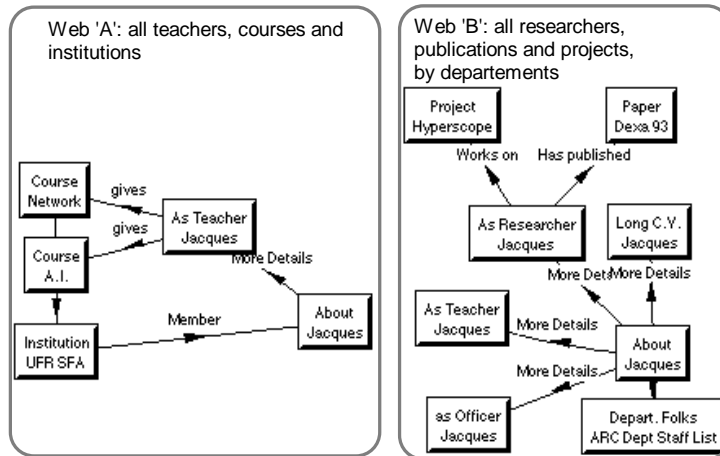 Web 'A': all teachers, courses and
institutions
Course
Network
gives
As Teacher
Jacques
gives
Course
A.I.
More Details
Member
About
Jacques
Institution
UFR SFA
Web 'B': all researchers,
publications and projects,
by departements
Project
Hyperscope
Paper
Dexa 93
Works on
Has published
As Researcher
Jacques
Long C.V.
Jacques
More Deta
More Details
As Teacher
Jacques
More Details
About
Jacques
More Details
as Officer
Jacques
Depart. Folks
ARC Dept Staff List